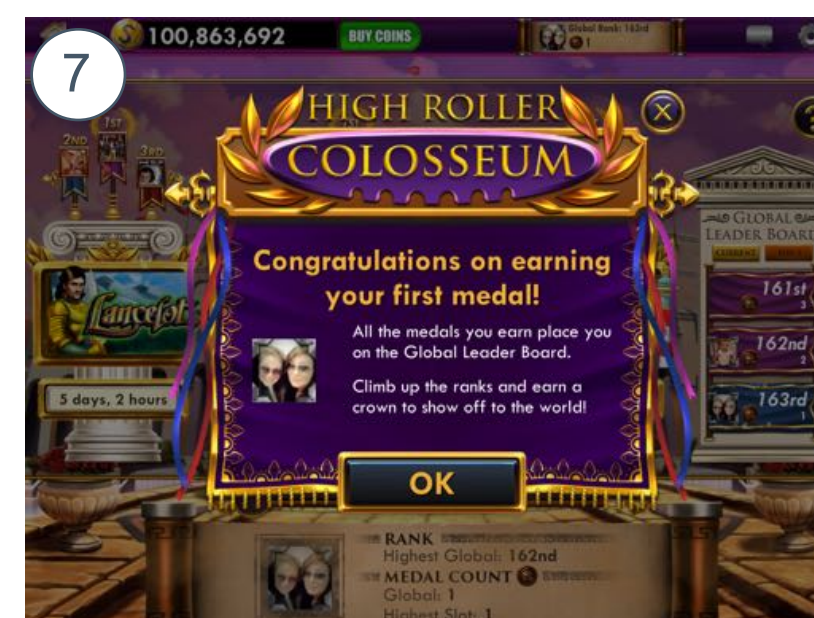 7
100,863,692
BUY COINS
Global Rank: 163rd
1
HIGH ROLLER
COLOSSEUM
1ST
2ND
3RD
Congratulations on earning
your first medal!
All the medals you earn place you
on the Global Leader Board.
Climb up the ranks and earn a
crown to show off to the world!
OK
Lancelot
5 days, 2 hours
GLOBAL
LEADER BOARD
CURRENT
161st
3
162nd
2
163rd
1
RANK
Highest Global: 162nd
MEDAL COUNT
Global: 1
Highest Slot: 1